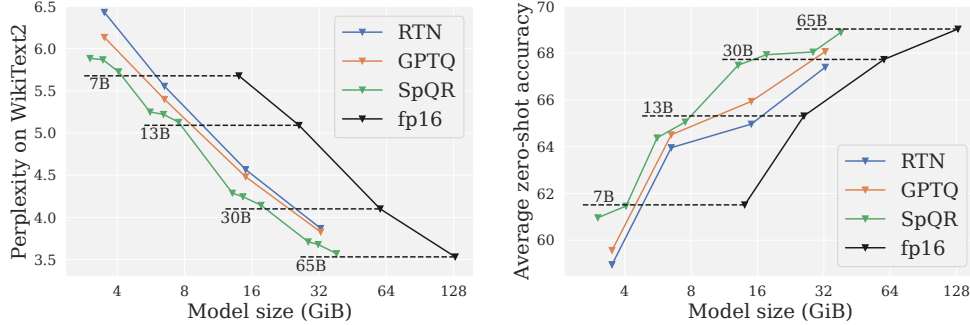 Perplexity on WikiText2
6.5
6.0
5.5
5.0
4.5
4.0
3.5
7B
13B
30B
65B
RTN
GPTQ
SpQR
fp16
4
8
16
32
64
128
Model size (GiB)
Average zero-shot accuracy
70
68
66
64
62
60
65B
30B
13B
7B
RTN
GPTQ
SpQR
fp16
4
8
16
32
64
128
Model size (GiB)